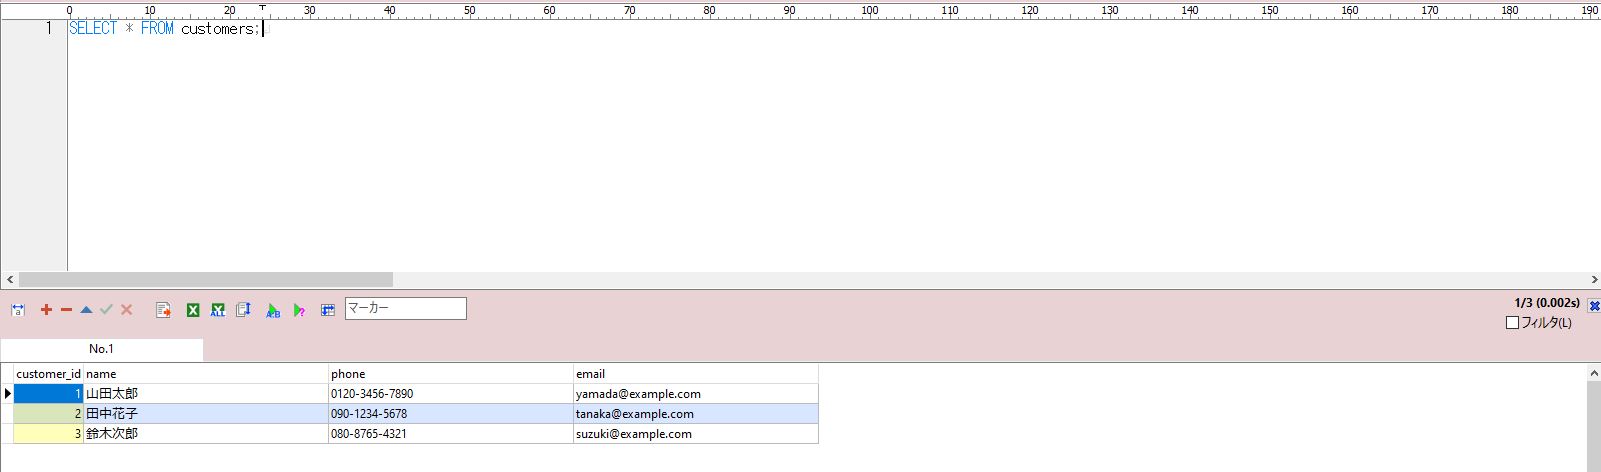 0 10 20 30 40 50 60 70 80 90 100 110 120 130 140 150 160 170 180 190
1 SELECT * FROM customers;
a ALL A:B ? マーカー 1/3 (0.002s)
フィルタ(L)
No.1
customer_id name phone email
1 山田太郎 0120-3456-7890 yamada@example.com
2 田中花子 090-1234-5678 tanaka@example.com
3 鈴木次郎 080-8765-4321 suzuki@example.com